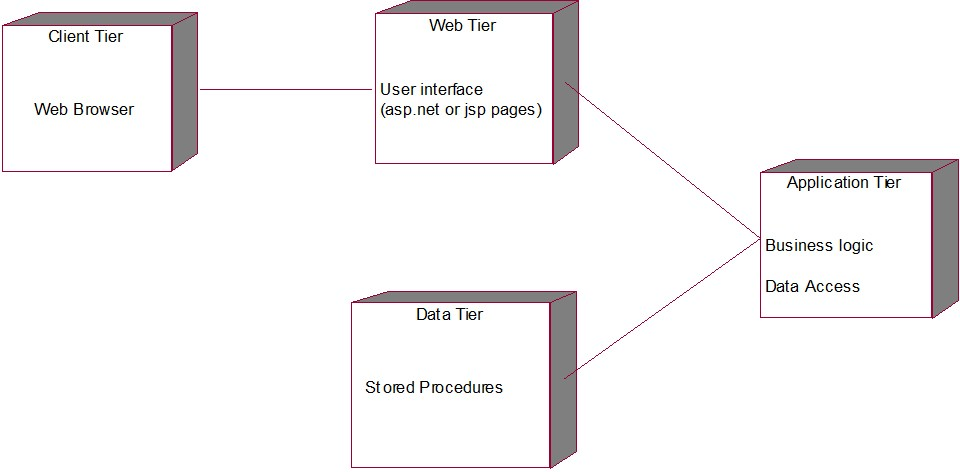 Client Tier
Web Browser
Web Tier
User interface
(asp.net or jsp pages)
Application Tier
Business logic
Data Access
Data Tier
Stored Procedures